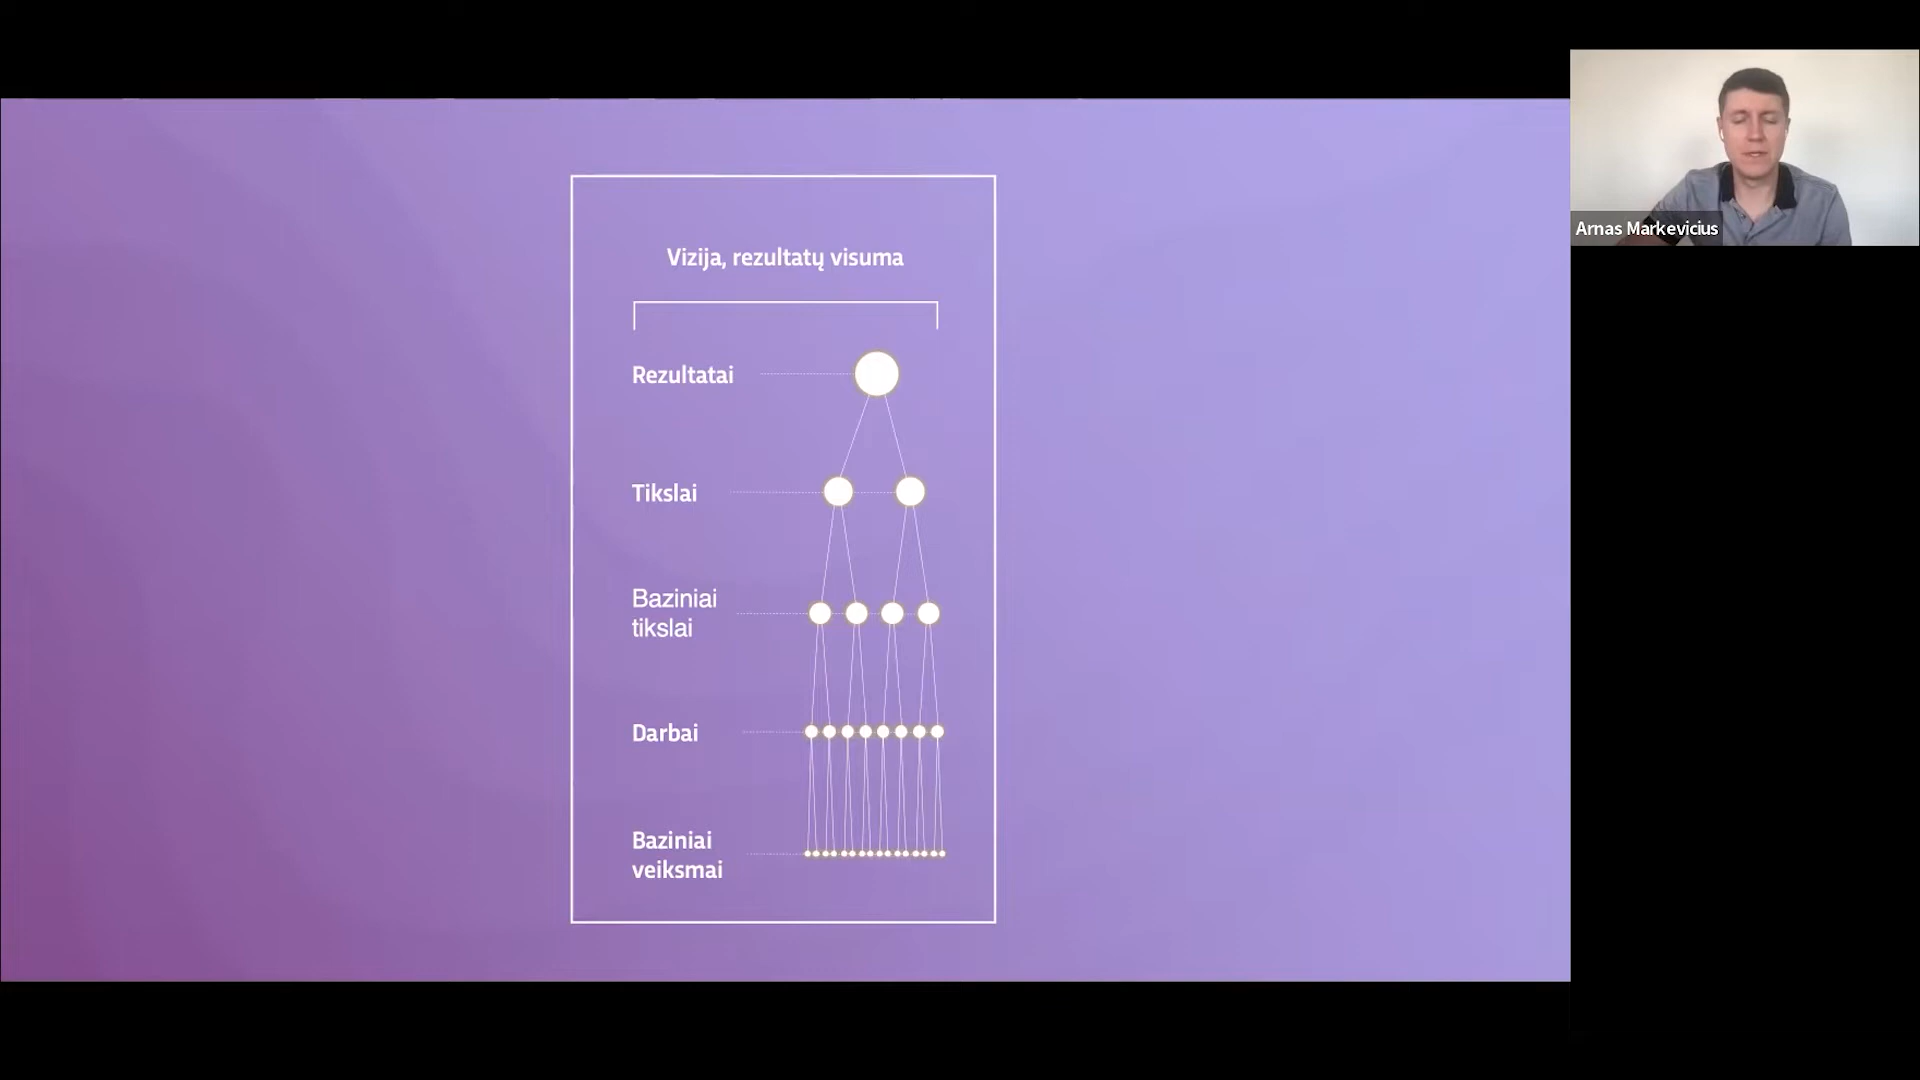 Vizija, rezultatų visuma
Rezultatai
Tikslai
Baziniai
tikslai
Darbai
Baziniai
veiksmai
Arnas Markevicius